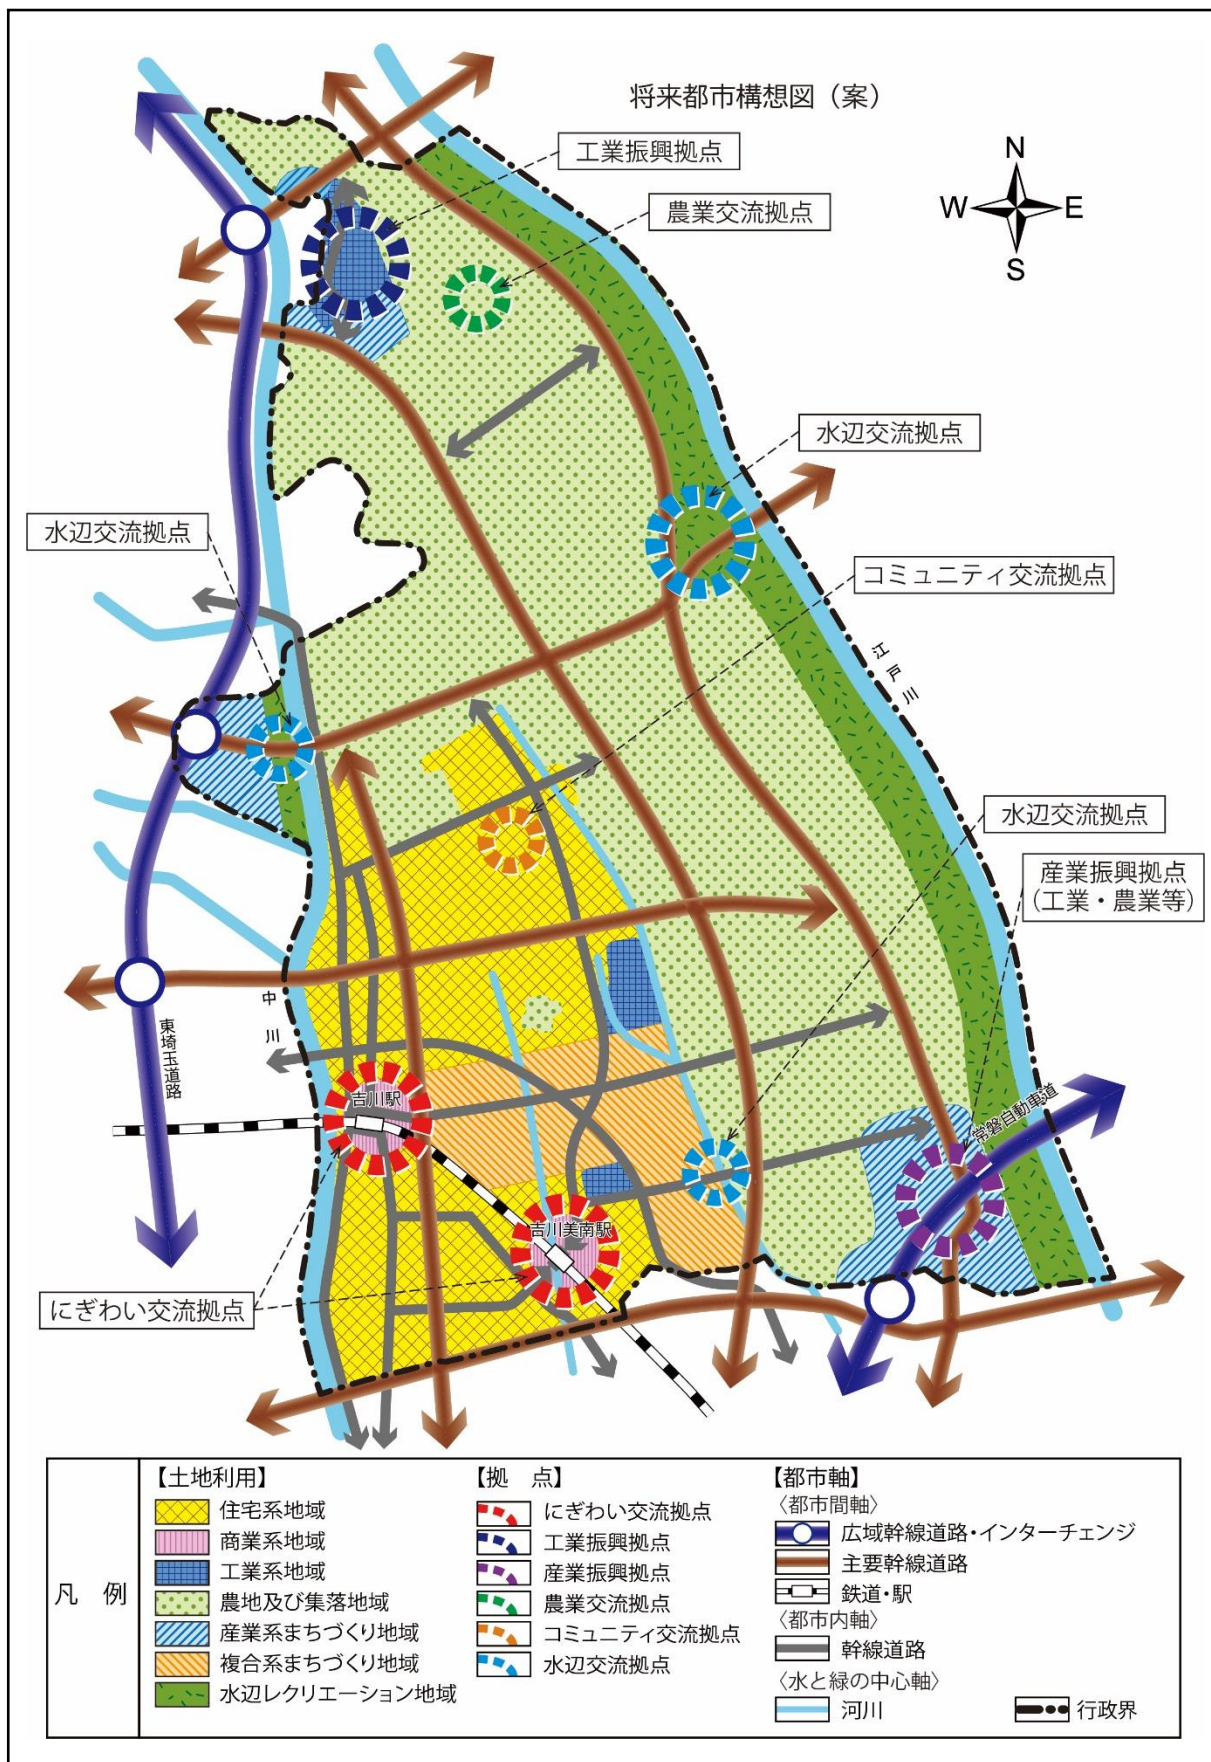 将来都市構想図（案）
工業振興拠点
農業交流拠点
N
W
E
S
水辺交流拠点
水辺交流拠点
コミュニティ交流拠点
江戸川
水辺交流拠点
産業振興拠点
（工業・農業等）
中川
東埼玉道路
吉川駅
常磐自動車道
吉川美南駅
にぎわい交流拠点
凡　例
【土地利用】
住宅系地域
商業系地域
工業系地域
農地及び集落地域
産業系まちづくり地域
複合系まちづくり地域
水辺レクリエーション地域
【拠　点】
にぎわい交流拠点
工業振興拠点
産業振興拠点
農業交流拠点
コミュニティ交流拠点
水辺交流拠点
【都市軸】
〈都市間軸〉
広域幹線道路・インターチェンジ
主要幹線道路
鉄道・駅
〈都市内軸〉
幹線道路
〈水と緑の中心軸〉
河川
行政界